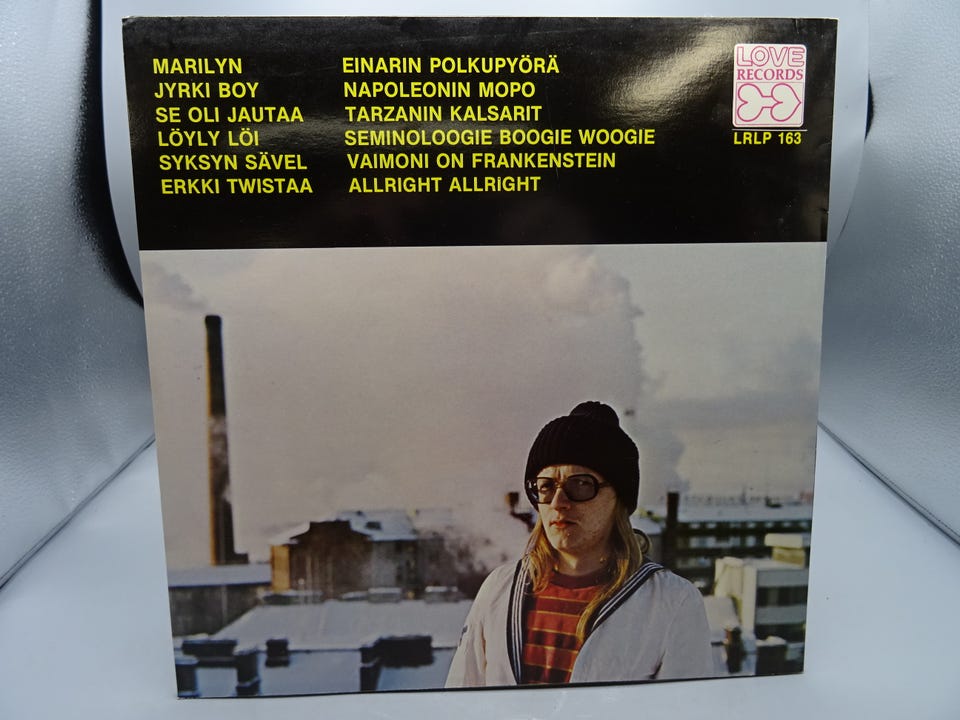 MARILYN
JYRKI BOY
SE OLI JAUTAA
LÖYLY LÖI
SYKSYN SÄVEL
ERKKI TWISTAA
EINARIN POLKUPYÖRÄ
NAPOLEONIN MOPO
TARZANIN KALSARIT
SEMINOLOOGIE BOOGIE WOOGIE
VAIMONI ON FRANKENSTEIN
ALLRIGHT ALLRiGHT
LOVE
RECORDS
LRLP 163